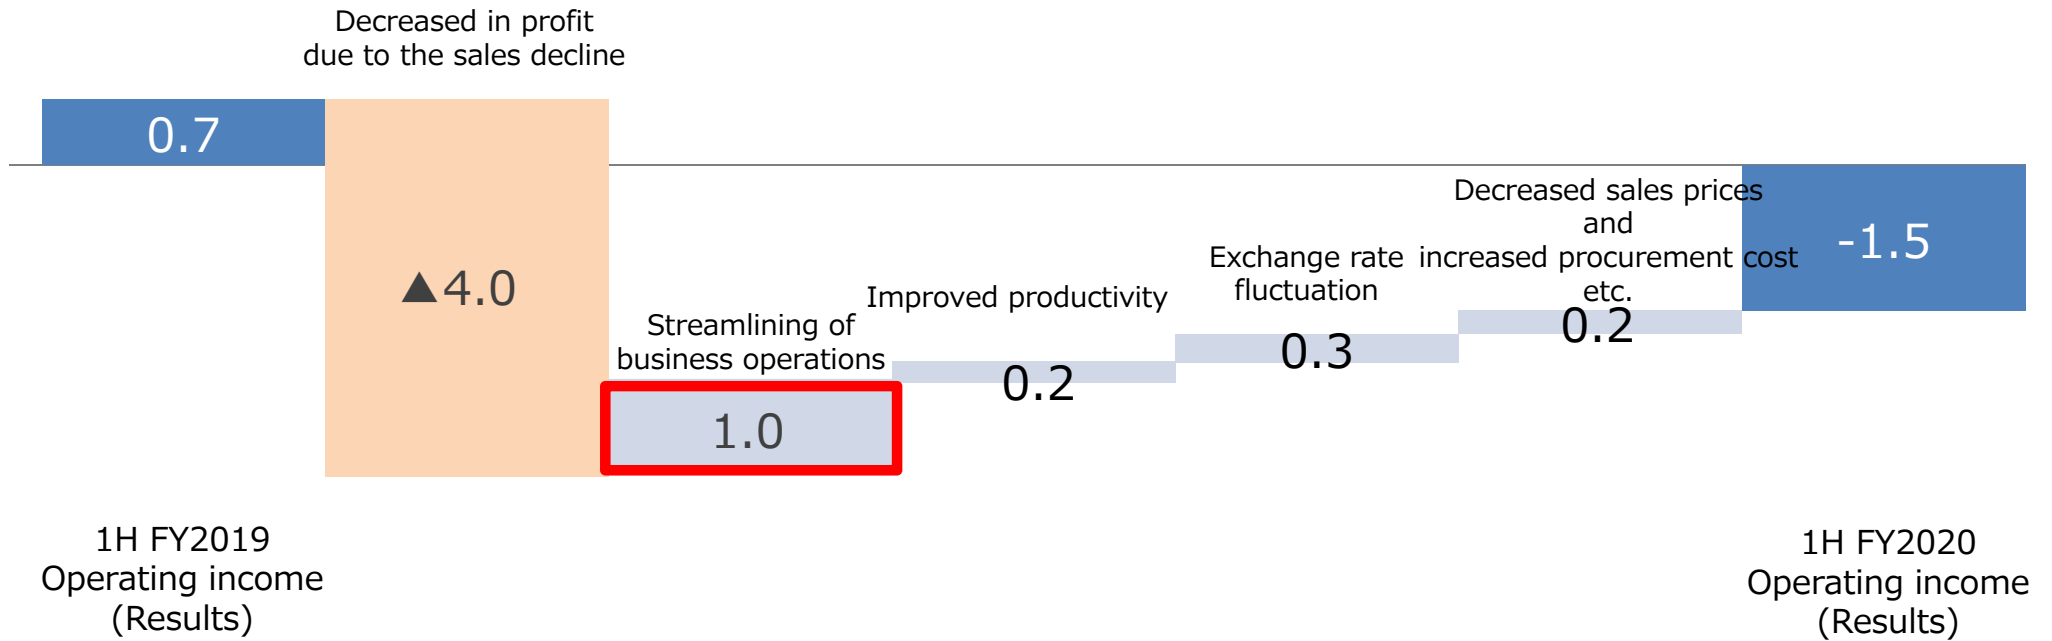 Decreased in profit
due to the sales decline
0.7
▲4.0
Streamlining of
business operations
1.0
Improved productivity
0.2
Exchange rate
fluctuation
0.3
Decreased sales prices
and
increased procurement cost
etc.
0.2
-1.5
1H FY2019
Operating income
(Results)
1H FY2020
Operating income
(Results)